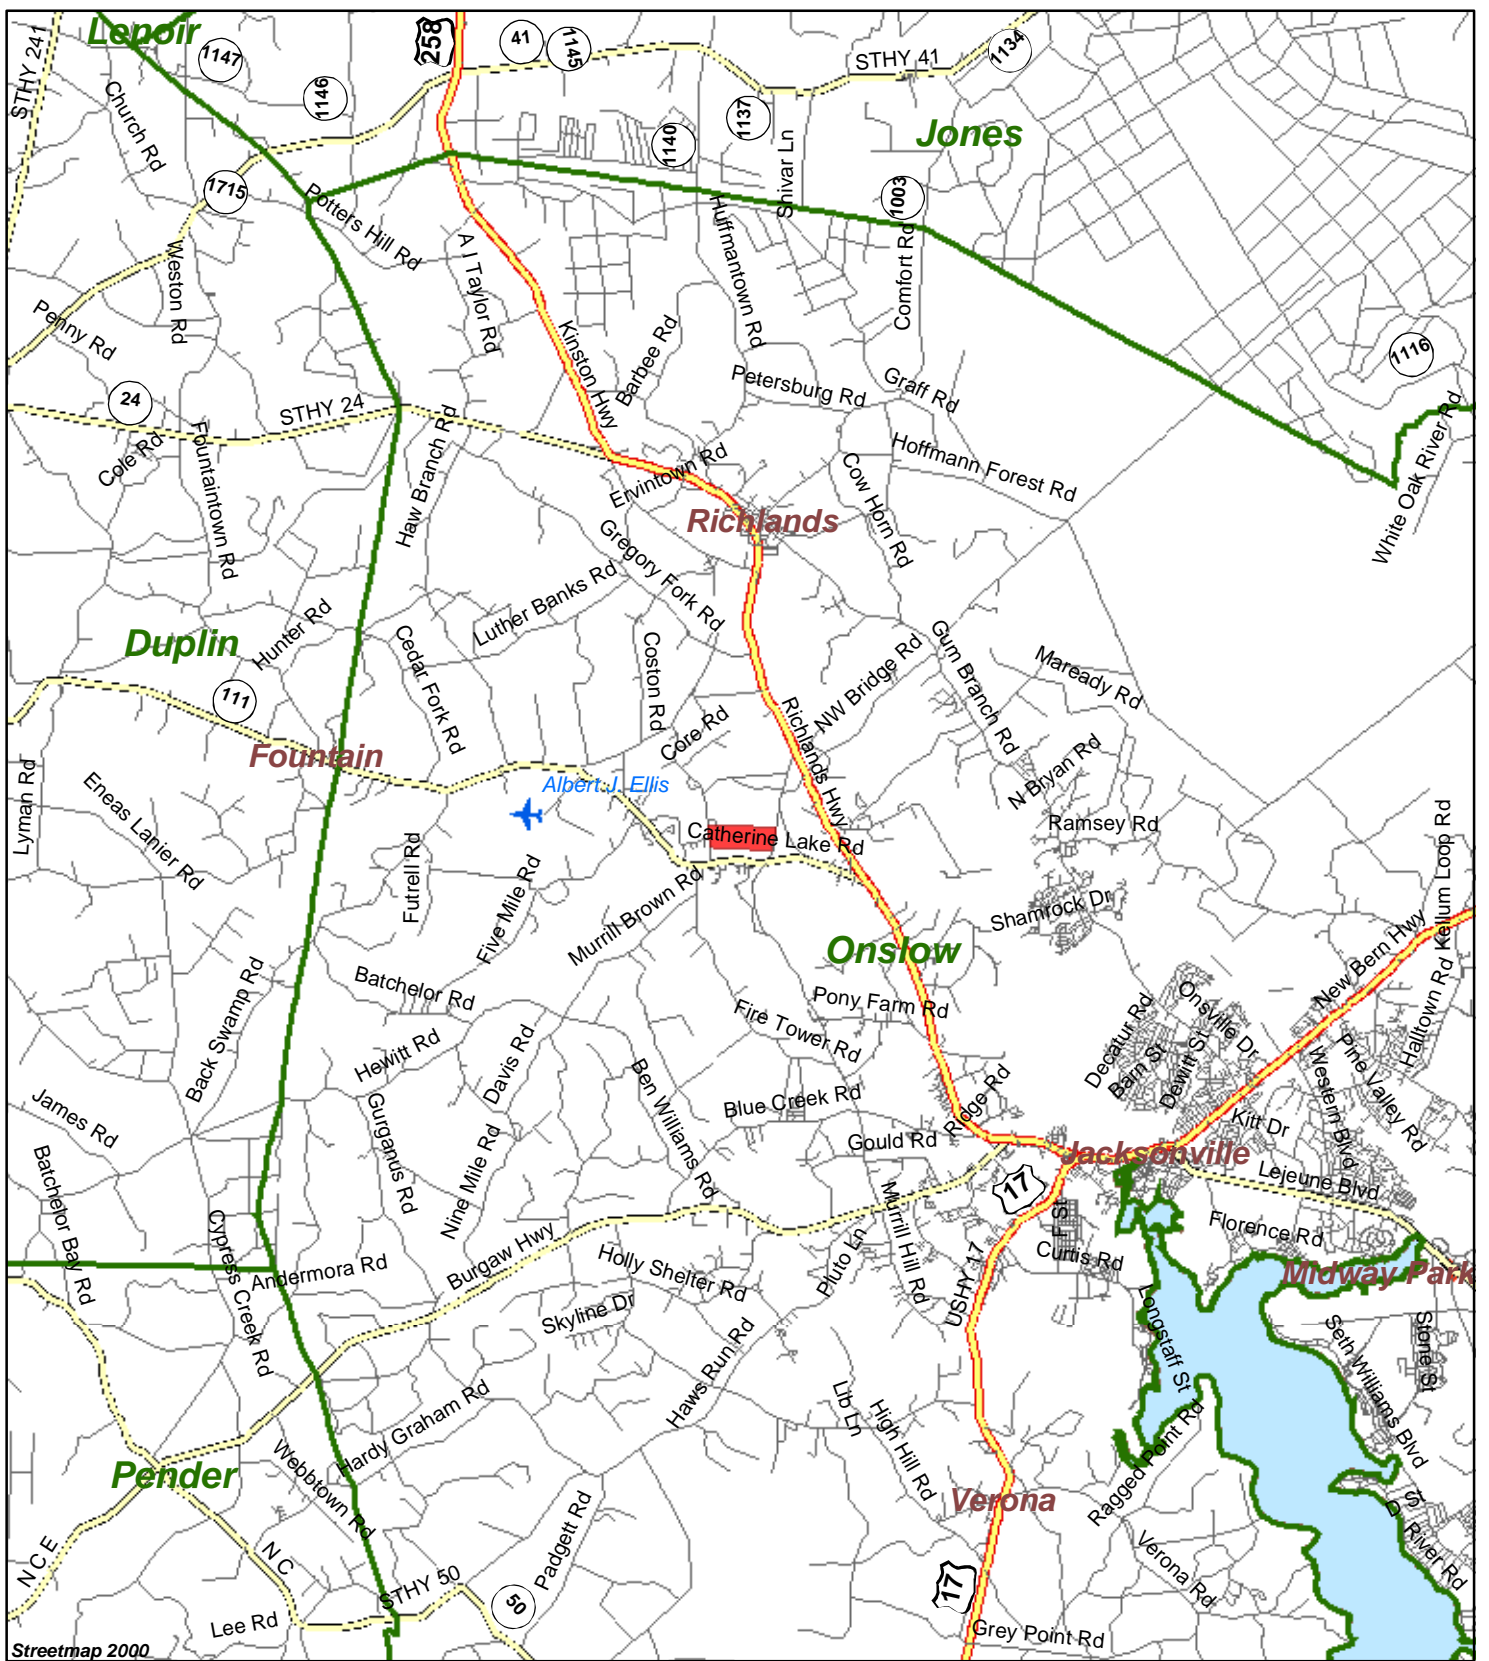 Lenoir
STHY 241
1147
258
41
1145
STHY 41
1134
1146
Church Rd
1137
1140
Jones
Shivar Ln
1715
Potters Hill Rd
1003
Huffmantown Rd
Weston Rd
A I Taylor Rd
Comfort Rd
Penny Rd
Kinston Hwy
Barbee Rd
1116
Petersburg Rd
Graff Rd
24
STHY 24
Cole Rd
Fountaintown Rd
Haw Branch Rd
Ervintown Rd
Cow Horn Rd
Hoffmann Forest Rd
White Oak River Rd
Richlands
Gregory Fork Rd
Luther Banks Rd
Hunter Rd
Duplin
Cedar Fork Rd
Coston Rd
NW Bridge Rd
Gum Branch Rd
Maready Rd
111
Core Rd
Richlands Hwy
Fountain
Albert J. Ellis
N Bryan Rd
Lyman Rd
Eneas Lanier Rd
Catherine Lake Rd
Ramsey Rd
Kellum Loop Rd
Futrell Rd
Five Mile Rd
Murrill Brown Rd
Shamrock Dr
Onslow
New Bern Hwy
Back Swamp Rd
Batchelor Rd
Pony Farm Rd
Fire Tower Rd
Decatur Rd
Onsville Dr
Halltown Rd
Hewitt Rd
Davis Rd
Barn St
Dewitt St
Western Blvd
Pine Valley Rd
James Rd
Gurganus Rd
Ben Williams Rd
Blue Creek Rd
Ridge Rd
Kitt Dr
Gould Rd
Jacksonville
Batchelor Bay Rd
Nine Mile Rd
Murrill Hill Rd
17
Lejeune Blvd
F St
Florence Rd
Cypress Creek Rd
Burgaw Hwy
Andermora Rd
Holly Shelter Rd
Pluto Ln
USHY 17
Curtis Rd
Midway Park
Skyline Dr
Longstaff St
Stone St
Seth Williams Blvd
Haws Run Rd
Lib Ln
High Hill Rd
Hardy Graham Rd
Webbtown Rd
Pender
Ragged Point Rd
Verona
D St
River Rd
Padgett Rd
N C E
N C
Verona Rd
STHY 50
50
17
Lee Rd
Grey Point Rd
Streetmap 2000